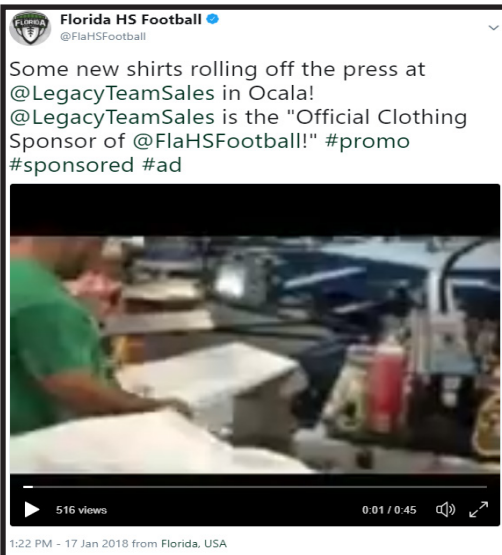 FLORIDA
Florida HS Football
@FlaHSFootball
Some new shirts rolling off the press at
@LegacyTeamSales in Ocala!
@LegacyTeamSales is the "Official Clothing
Sponsor of @FlaHSFootball!" #promo
#sponsored #ad
516 views
0:01 / 0:45
1:22 PM - 17 Jan 2018 from Florida, USA